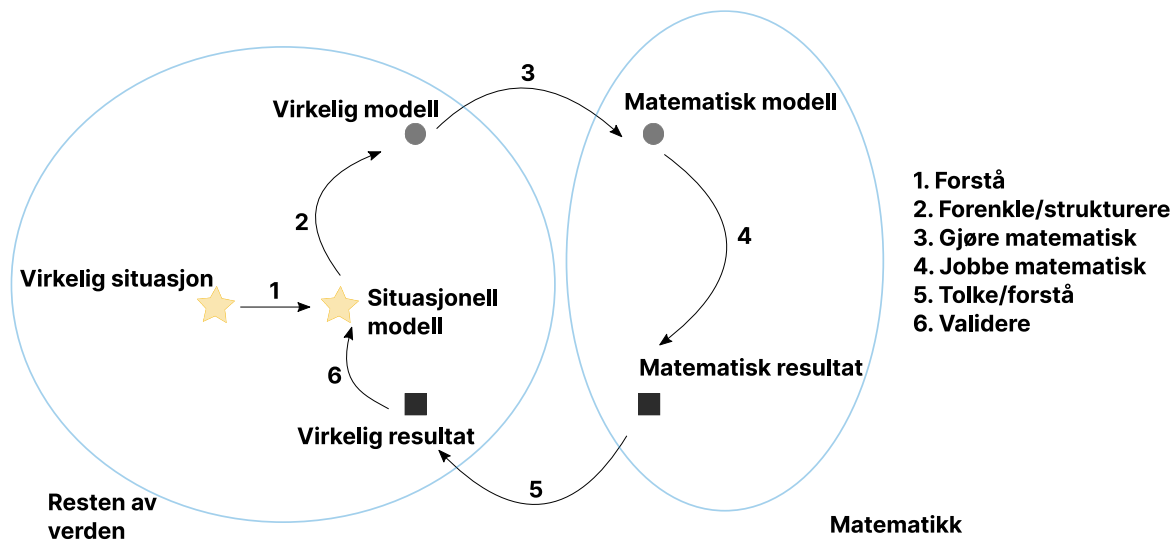 Virkelig modell
3
Matematisk modell
2
4
Virkelig situasjon
1
Situasjonell
modell
6
Matematisk resultat
Virkelig resultat
5
Resten av
verden
Matematikk
1. Forstå
2. Forenkle/strukturere
3. Gjøre matematisk
4. Jobbe matematisk
5. Tolke/forstå
6. Validere